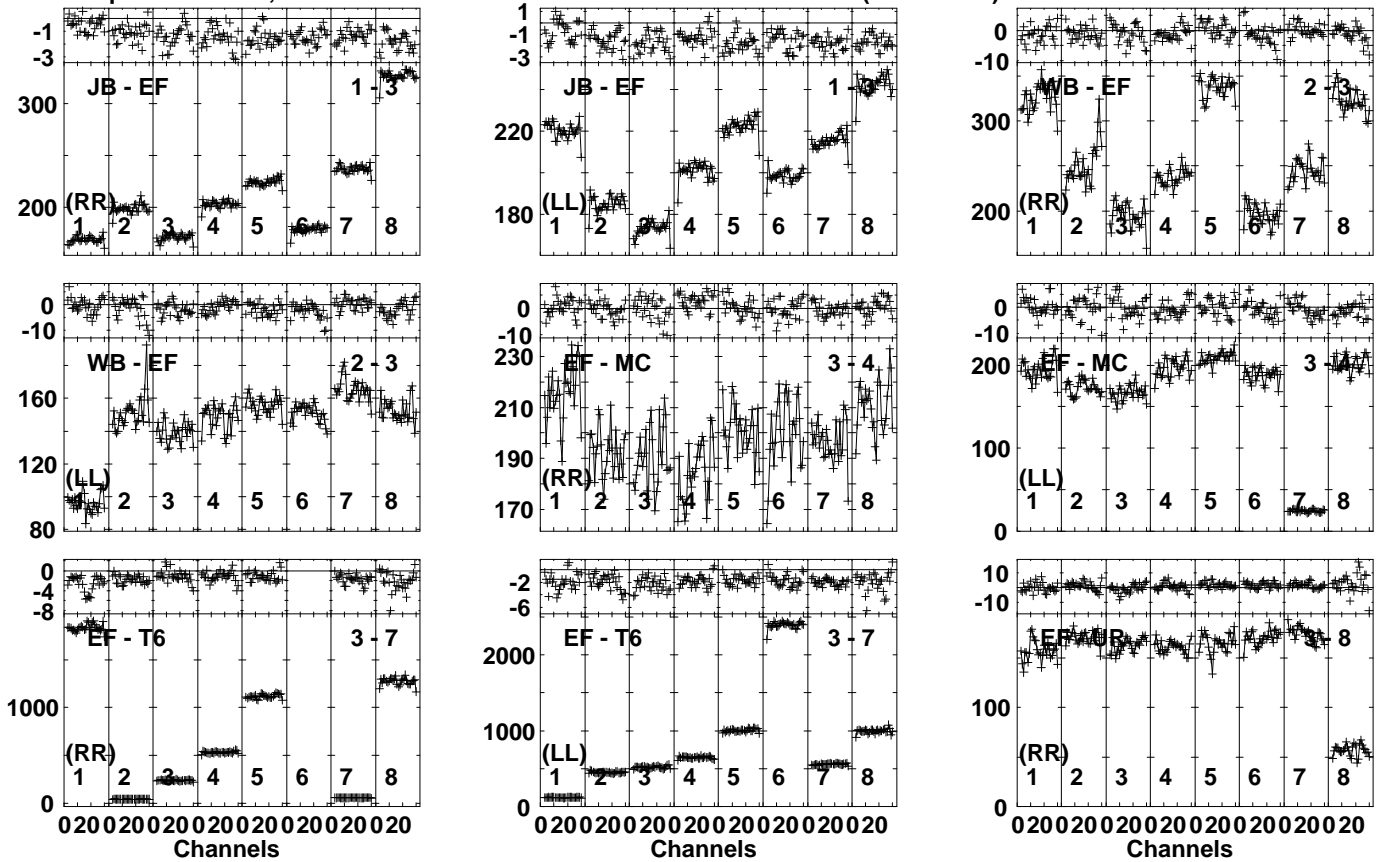 1 -1 -3 1 -1 -3 0 -10
JB - EF 1 - 3 JB - EF 1 - 3 WB - EF 2 - 3
300 220 300
200 180 200
(RR) (LL) (RR)
1 2 3 4 5 6 7 8 1 2 3 4 5 6 7 8 1 2 3 4 5 6 7 8
0 -10 0 -10 0 -10
WB - EF 2 - 3 EF - MC 3 - 4 EF - MC 3 - 4
160 120 80 230 210 190 170 200 100 0
(LL) (RR) (LL)
1 2 3 4 5 6 7 8 1 2 3 4 5 6 7 8 1 2 3 4 5 6 7 8
0 -4 -8 -2 -6 10 -10
EF - T6 3 - 7 EF - T6 3 - 7 EF - UR 3 - 8
1000 0 2000 1000 0 100 0
(RR) (LL) (RR)
1 2 3 4 5 6 7 8 1 2 3 4 5 6 7 8 1 2 3 4 5 6 7 8
0 20 0 20 0 20 0 20 0 20 0 20 0 20 0 20 0 20 0 20 0 20 0 20 0 20 0 20 0 20 0 20 0 20 0 20 0 20 0 20 0 20 0 20 0 20 0 20
Channels Channels Channels